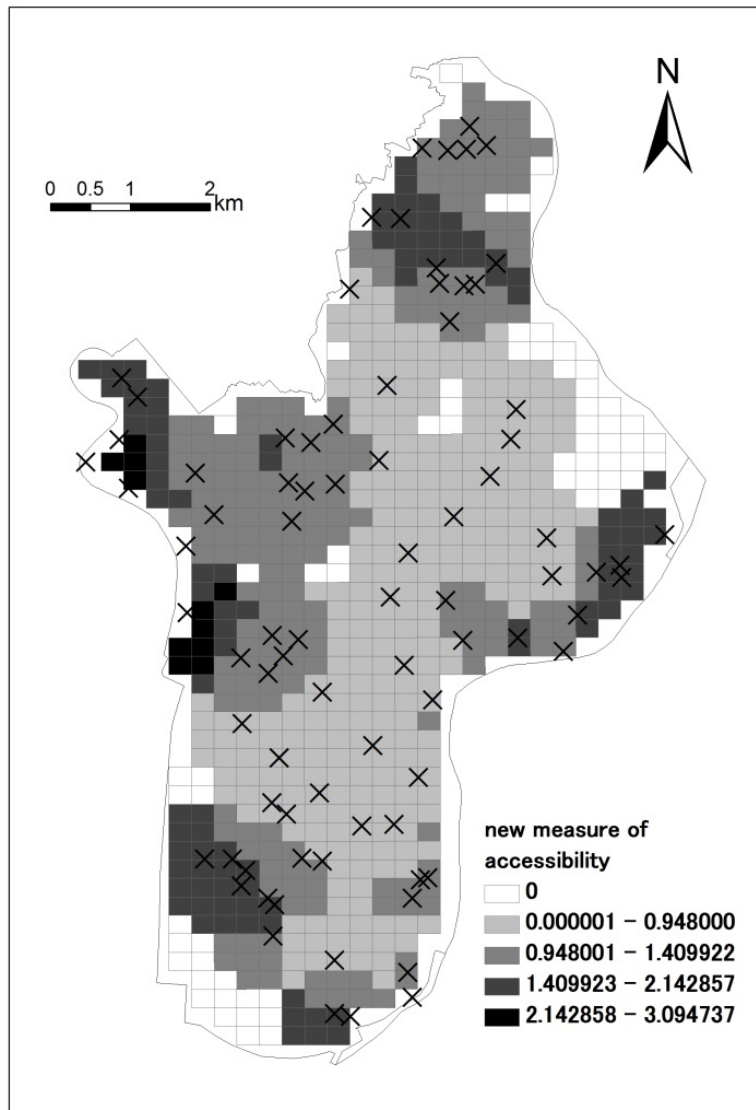 N
0 0.5 1 2
km
new measure of
accessibility
0
0.000001 - 0.948000
0.948001 - 1.409922
1.409923 - 2.142857
2.142858 - 3.094737